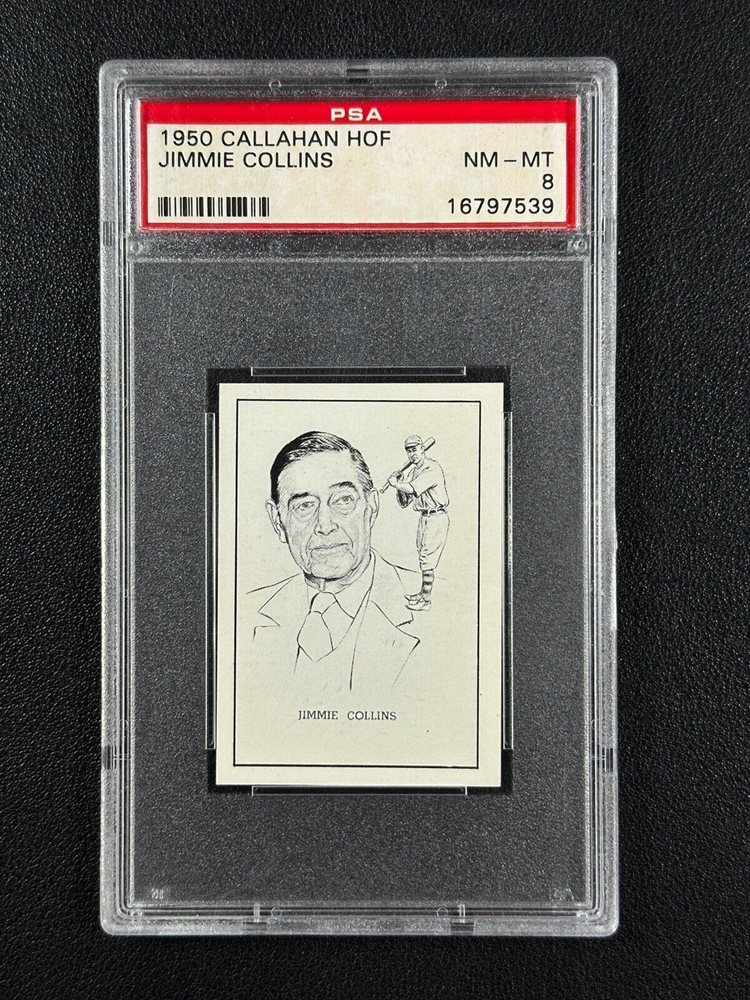 PSA
1950 CALLAHAN HOF
JIMMIE COLLINS NM - MT
8
16797539
JIMMIE COLLINS